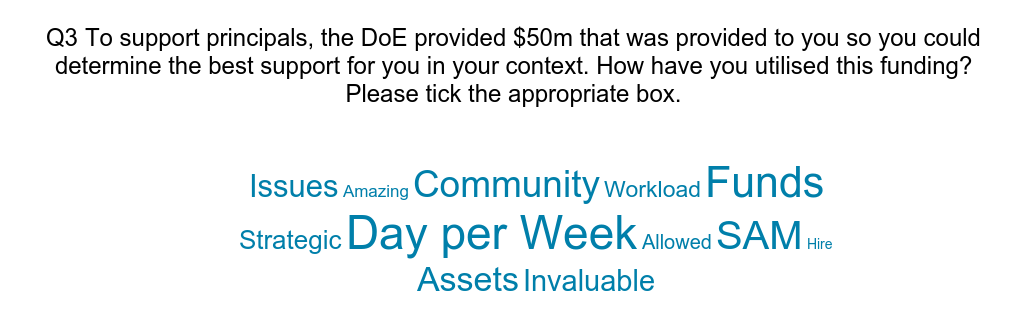 Q3 To support principals, the DoE provided $50m that was provided to you so you could
determine the best support for you in your context. How have you utilised this funding?
Please tick the appropriate box.
Issues Amazing Community Workload Funds
Strategic Day per Week Allowed SAM Hire
Assets Invaluable